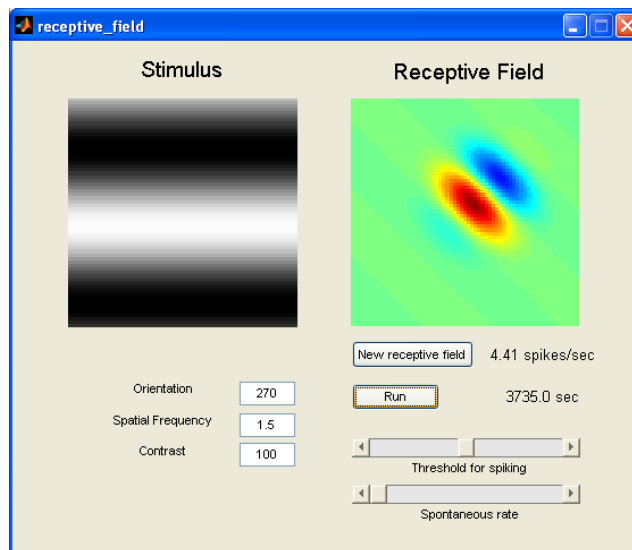 receptive_field
Stimulus
Receptive Field
New receptive field 4.41 spikes/sec
Orientation 270
Run 3735.0 sec
Spatial Frequency 1.5
Contrast 100
Threshold for spiking
Spontaneous rate